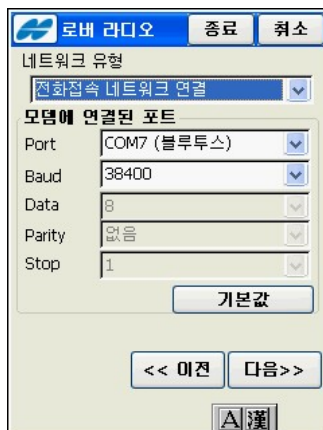 로버 라디오 종료 취소
네트워크 유형
전화접속 네트워크 연결
모뎀에 연결된 포트
Port COM7 (블루투스)
Baud 38400
Data 8
Parity 없음
Stop 1
기본값
<< 이전 다음>>
A 漢